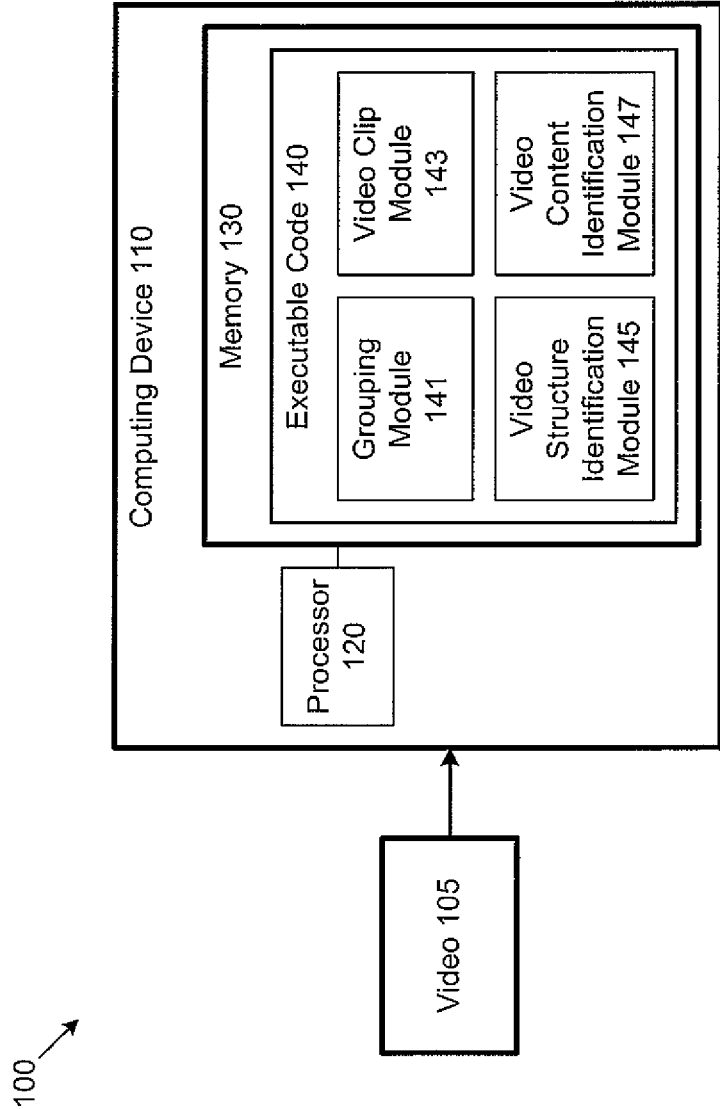 100
Video 105
Computing Device 110
Processor
120
Memory 130
Executable Code 140
Grouping
Module
141
Video Clip
Module
143
Video
Structure
Identification
Module 145
Video
Content
Identification
Module 147